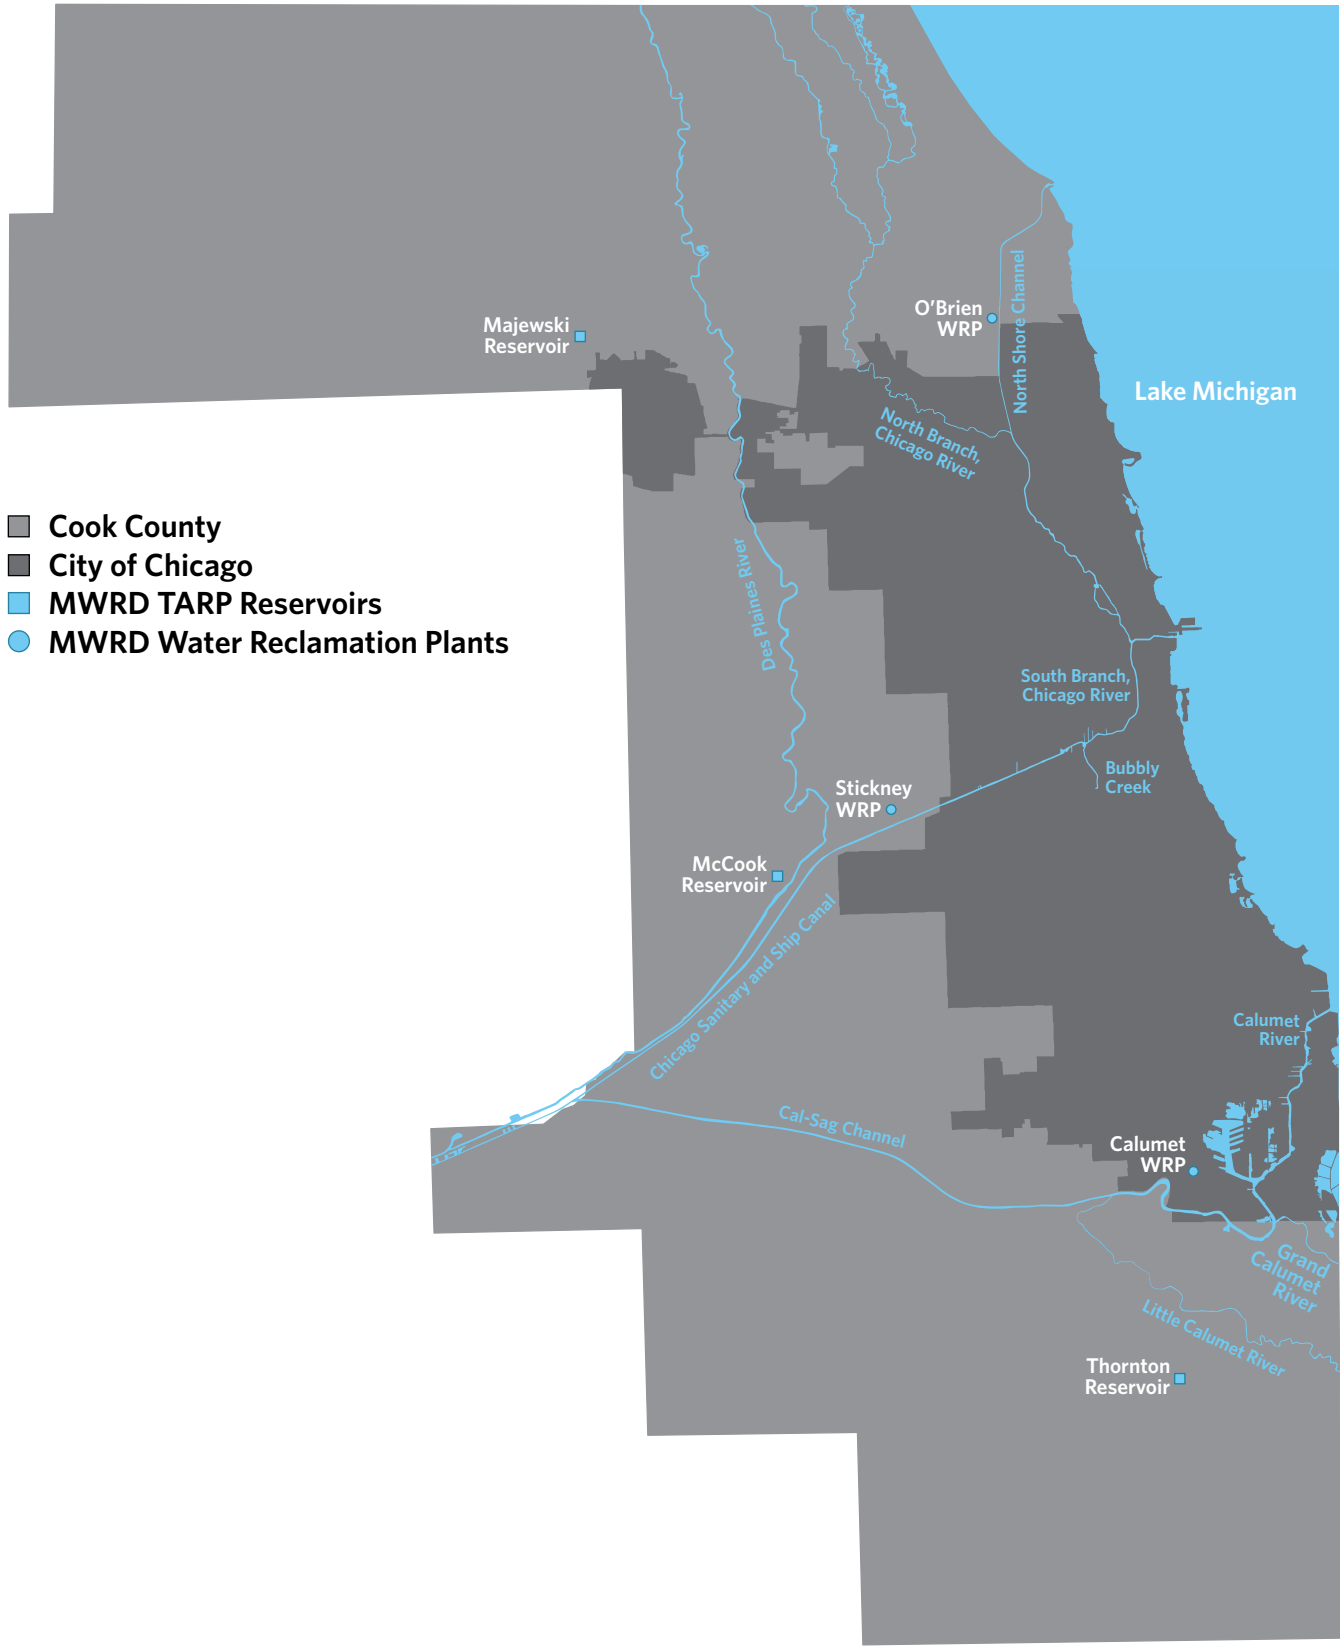 O'Brien
WRP
North Shore Channel
Majewski
Reservoir
Lake Michigan
North Branch,
Chicago River
Cook County
City of Chicago
MWRD TARP Reservoirs
MWRD Water Reclamation Plants
Des Plaines River
South Branch,
Chicago River
Bubbly
Creek
Stickney
WRP
McCook
Reservoir
Chicago Sanitary and Ship Canal
Calumet
River
Cal-Sag Channel
Calumet
WRP
Grand
Calumet
River
Little Calumet River
Thornton
Reservoir